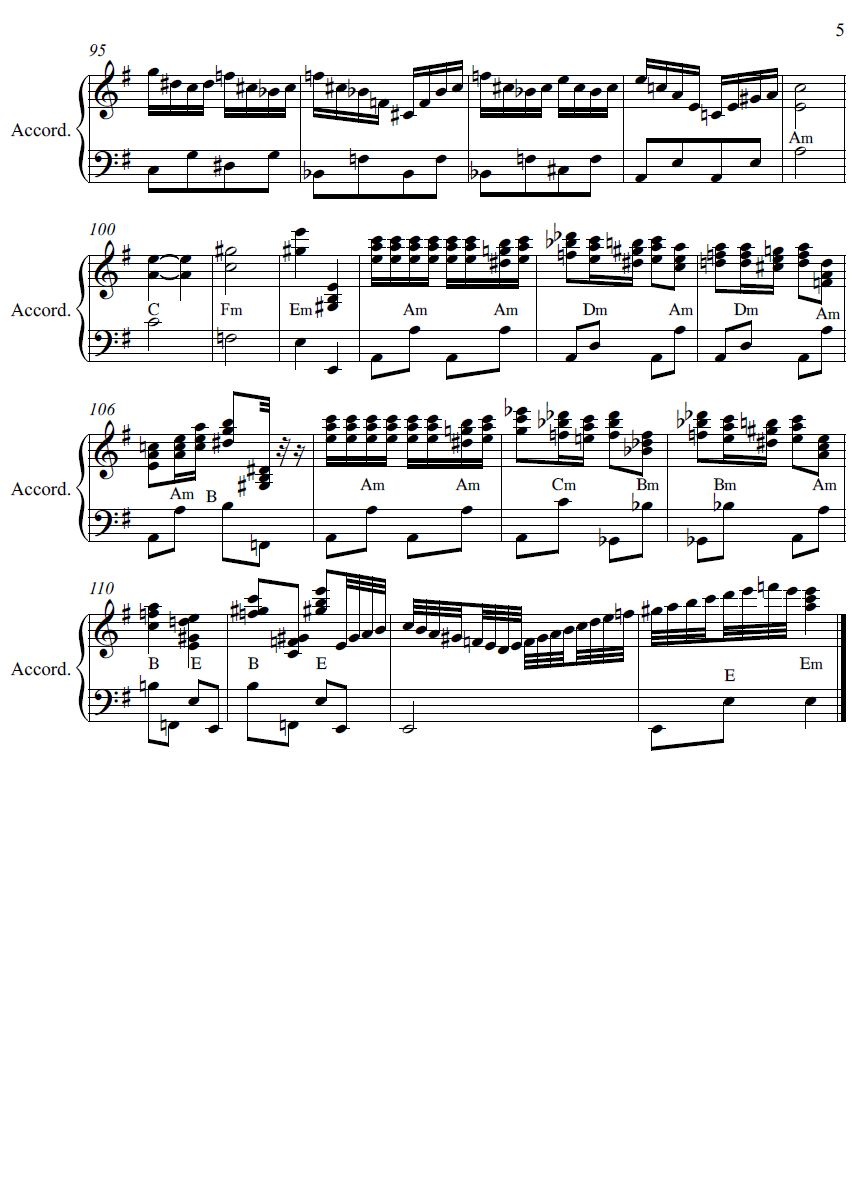 5
95
Accord.
Am
100
Accord.
C Fm Em Am Am Dm Am Dm Am
106
Accord.
Am B Am Am Cm Bm Bm Am
110
Accord.
B E B E E Em